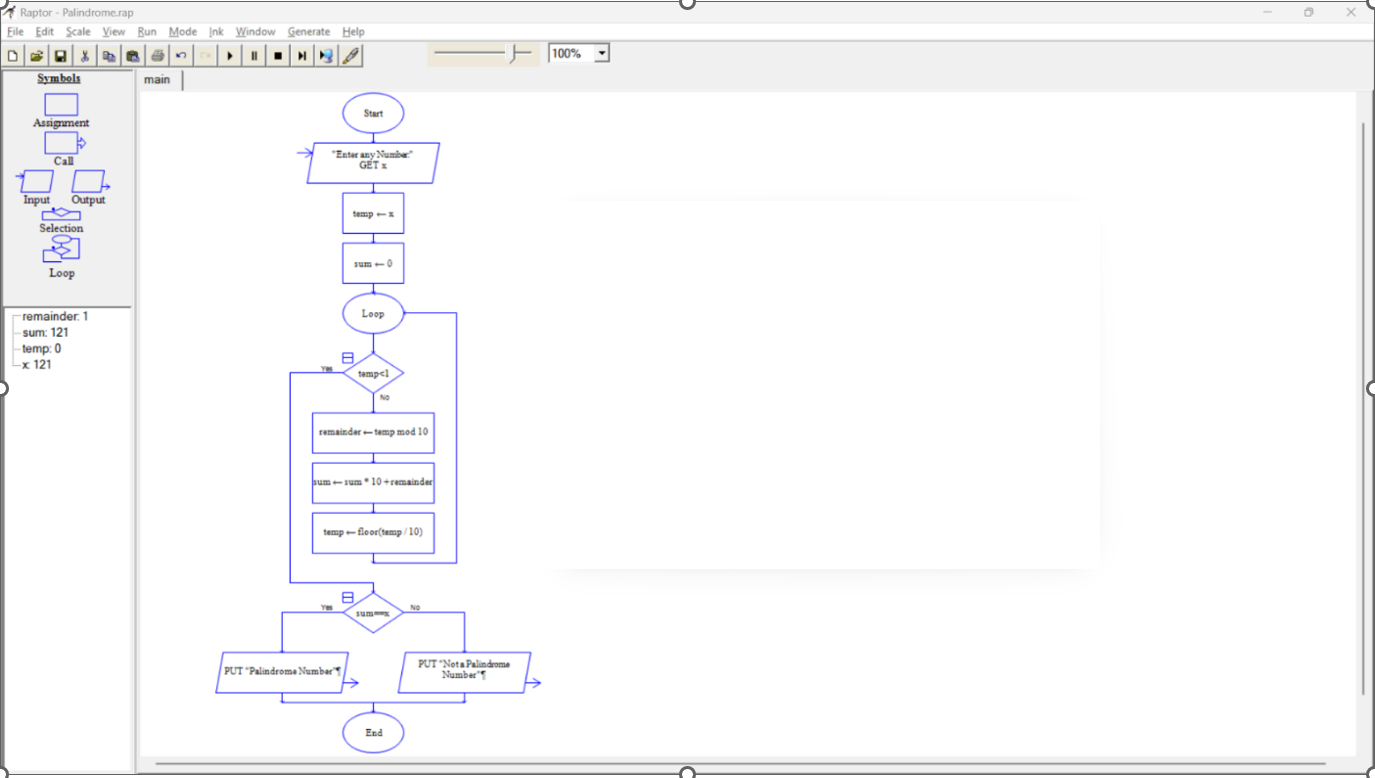 Raptor - Palindrome.rap
File Edit Scale View Run Mode Ink Window Generate Help
100%
Symbols
Assignment
Call
Input Output
Selection
Loop
remainder: 1
sum: 121
temp: 0
x: 121
main
Start
"Enter any Number:"
GET x
temp ← x
sum ← 0
Loop
Yes
temp<1
No
remainder ← temp mod 10
sum ← sum * 10 + remainder
temp ← floor(temp / 10)
Yes
sum==x
No
PUT "Palindrome Number"¶
PUT "Not a Palindrome
Number"¶
End